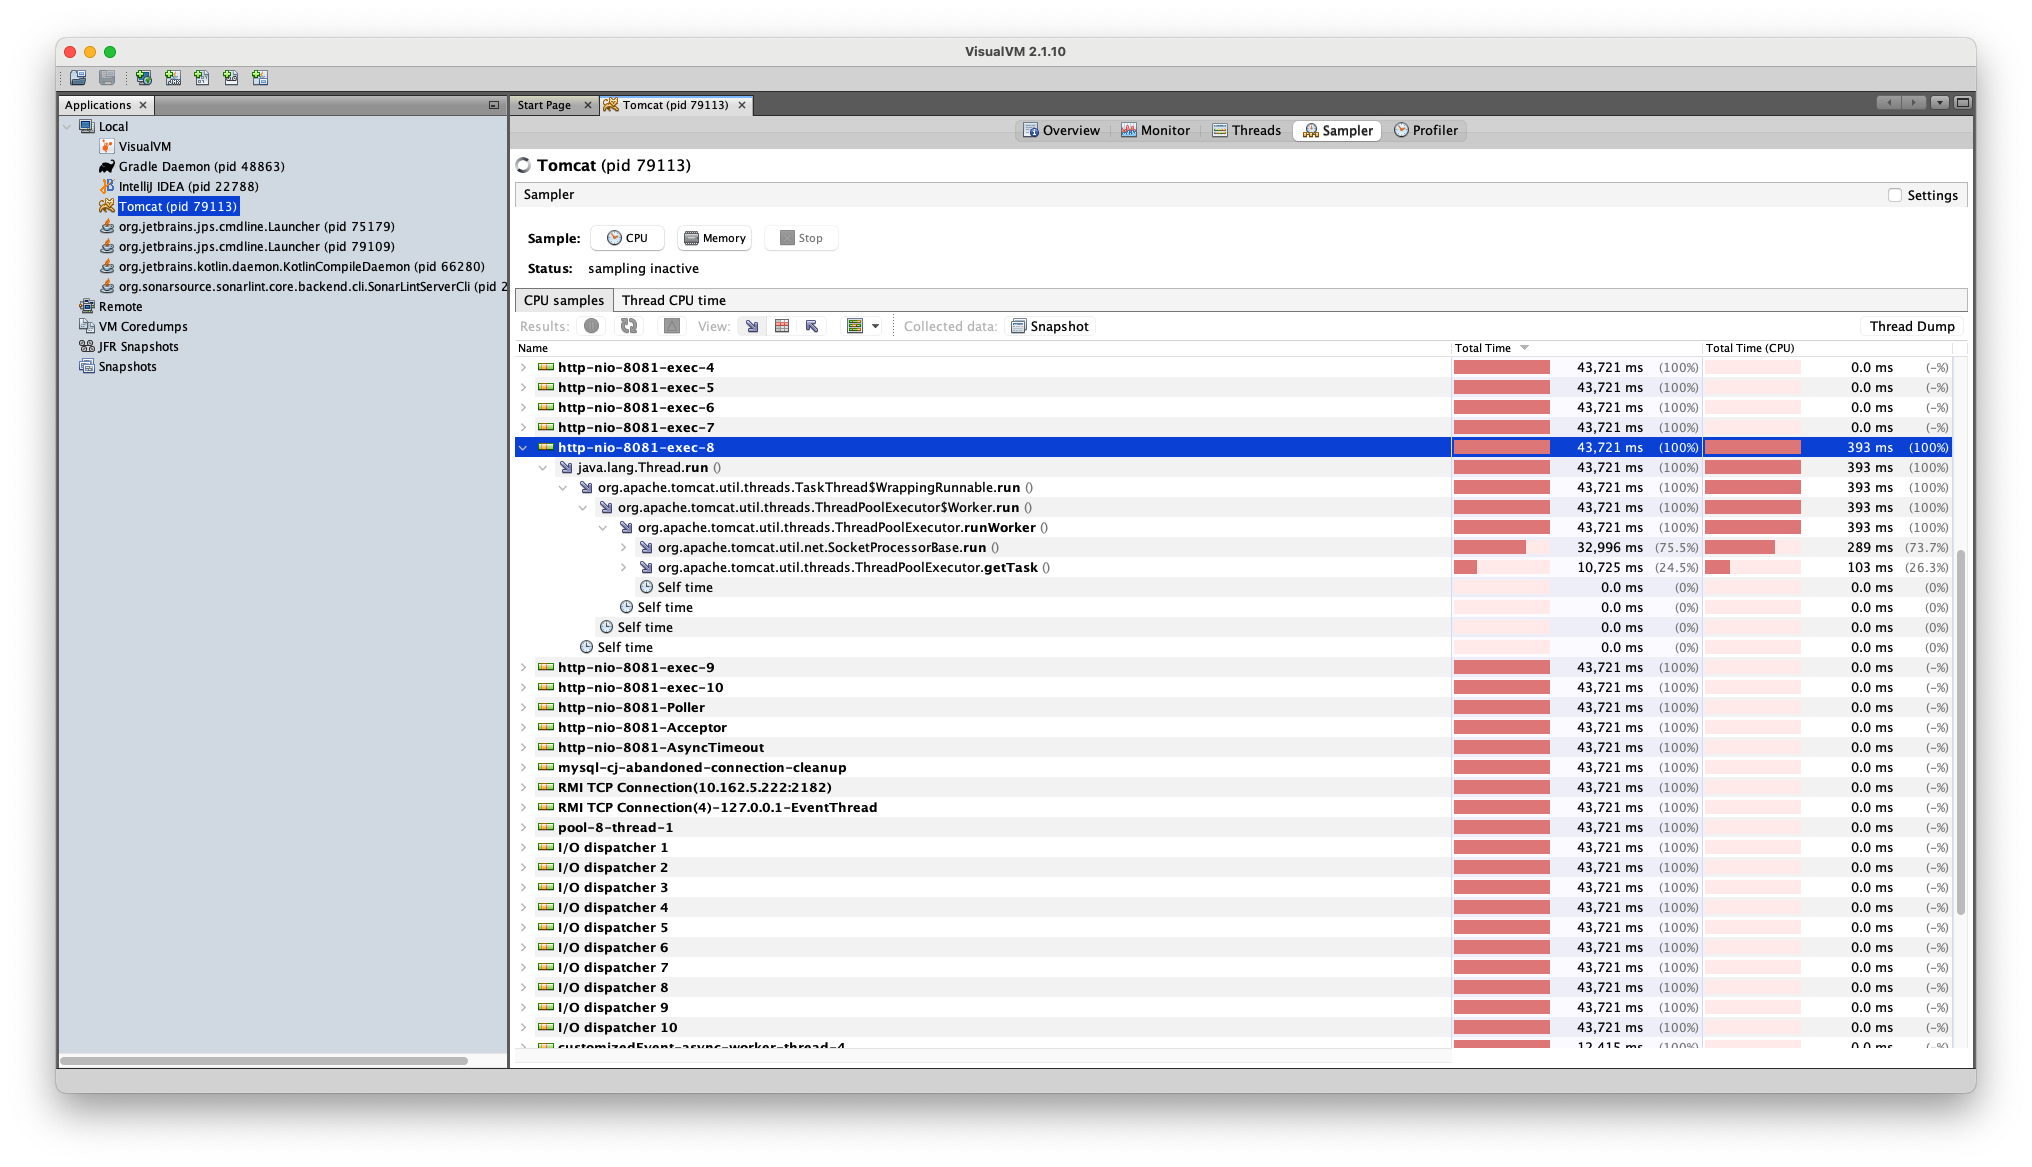 VisualVM 2.1.10
Applications
Start Page
Tomcat (pid 79113)
Local
VisualVM
Gradle Daemon (pid 48863)
IntelliJ IDEA (pid 22788)
Tomcat (pid 79113)
org.jetbrains.jps.cmdline.Launcher (pid 75179)
org.jetbrains.jps.cmdline.Launcher (pid 79109)
org.jetbrains.kotlin.daemon.KotlinCompileDaemon (pid 66280)
org.sonarsource.sonarlint.core.backend.cli.SonarLintServerCli (pid 2
Remote
VM Coredumps
JFR Snapshots
Snapshots
Overview Monitor Threads Sampler Profiler
Tomcat (pid 79113)
Sampler Settings
Sample: CPU Memory Stop
Status: sampling inactive
CPU samples Thread CPU time
Results: View: Collected data: Snapshot Thread Dump
Name Total Time Total Time (CPU)
http-nio-8081-exec-4 43,721 ms (100%) 0.0 ms (-%)
http-nio-8081-exec-5 43,721 ms (100%) 0.0 ms (-%)
http-nio-8081-exec-6 43,721 ms (100%) 0.0 ms (-%)
http-nio-8081-exec-7 43,721 ms (100%) 0.0 ms (-%)
http-nio-8081-exec-8 43,721 ms (100%) 393 ms (100%)
java.lang.Thread.run () 43,721 ms (100%) 393 ms (100%)
org.apache.tomcat.util.threads.TaskThread$WrappingRunnable.run () 43,721 ms (100%) 393 ms (100%)
org.apache.tomcat.util.threads.ThreadPoolExecutor$Worker.run () 43,721 ms (100%) 393 ms (100%)
org.apache.tomcat.util.threads.ThreadPoolExecutor.runWorker () 43,721 ms (100%) 393 ms (100%)
org.apache.tomcat.util.net.SocketProcessorBase.run () 32,996 ms (75.5%) 289 ms (73.7%)
org.apache.tomcat.util.threads.ThreadPoolExecutor.getTask () 10,725 ms (24.5%) 103 ms (26.3%)
Self time 0.0 ms (0%) 0.0 ms (0%)
Self time 0.0 ms (0%) 0.0 ms (0%)
Self time 0.0 ms (0%) 0.0 ms (0%)
Self time 0.0 ms (0%) 0.0 ms (0%)
http-nio-8081-exec-9 43,721 ms (100%) 0.0 ms (-%)
http-nio-8081-exec-10 43,721 ms (100%) 0.0 ms (-%)
http-nio-8081-Poller 43,721 ms (100%) 0.0 ms (-%)
http-nio-8081-Acceptor 43,721 ms (100%) 0.0 ms (-%)
http-nio-8081-AsyncTimeout 43,721 ms (100%) 0.0 ms (-%)
mysql-cj-abandoned-connection-cleanup 43,721 ms (100%) 0.0 ms (-%)
RMI TCP Connection(10.162.5.222:2182) 43,721 ms (100%) 0.0 ms (-%)
RMI TCP Connection(4)-127.0.0.1-EventThread 43,721 ms (100%) 0.0 ms (-%)
pool-8-thread-1 43,721 ms (100%) 0.0 ms (-%)
I/O dispatcher 1 43,721 ms (100%) 0.0 ms (-%)
I/O dispatcher 2 43,721 ms (100%) 0.0 ms (-%)
I/O dispatcher 3 43,721 ms (100%) 0.0 ms (-%)
I/O dispatcher 4 43,721 ms (100%) 0.0 ms (-%)
I/O dispatcher 5 43,721 ms (100%) 0.0 ms (-%)
I/O dispatcher 6 43,721 ms (100%) 0.0 ms (-%)
I/O dispatcher 7 43,721 ms (100%) 0.0 ms (-%)
I/O dispatcher 8 43,721 ms (100%) 0.0 ms (-%)
I/O dispatcher 9 43,721 ms (100%) 0.0 ms (-%)
I/O dispatcher 10 43,721 ms (100%) 0.0 ms (-%)
customizedEvent-async-worker-thread-4 12,415 ms (100%) 0.0 ms (-%)